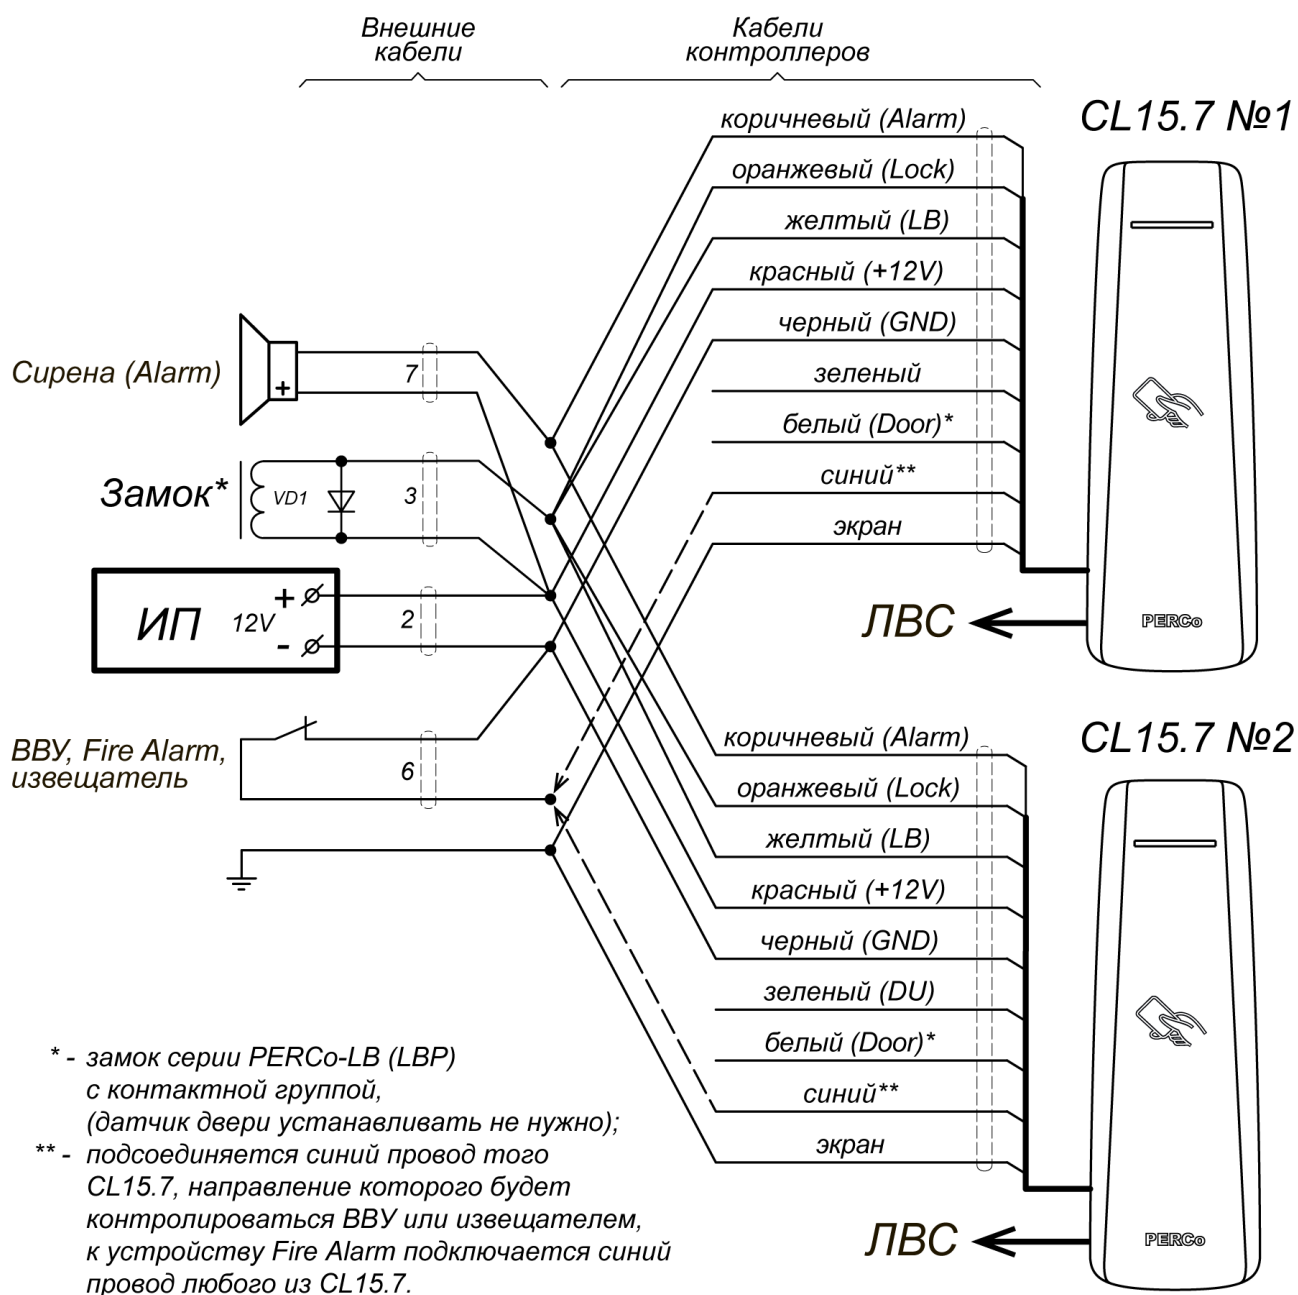 Внешние
кабели
Кабели
контроллеров
CL15.7 №1
коричневый (Alarm)
оранжевый (Lock)
желтый (LB)
красный (+12V)
черный (GND)
зеленый
белый (Door)*
синий**
экран
ЛВС
PERCo
Сирена (Alarm)
+
7
Замок*
VD1
3
ИП
12V
+
-
2
ВВУ, Fire Alarm,
извещатель
6
CL15.7 №2
коричневый (Alarm)
оранжевый (Lock)
желтый (LB)
красный (+12V)
черный (GND)
зеленый (DU)
белый (Door)*
синий**
экран
ЛВС
PERCo
* - замок серии PERCo-LB (LBP)
с контактной группой,
(датчик двери устанавливать не нужно);
** - подсоединяется синий провод того
CL15.7, направление которого будет
контролироваться ВВУ или извещателем,
к устройству Fire Alarm подключается синий
провод любого из CL15.7.